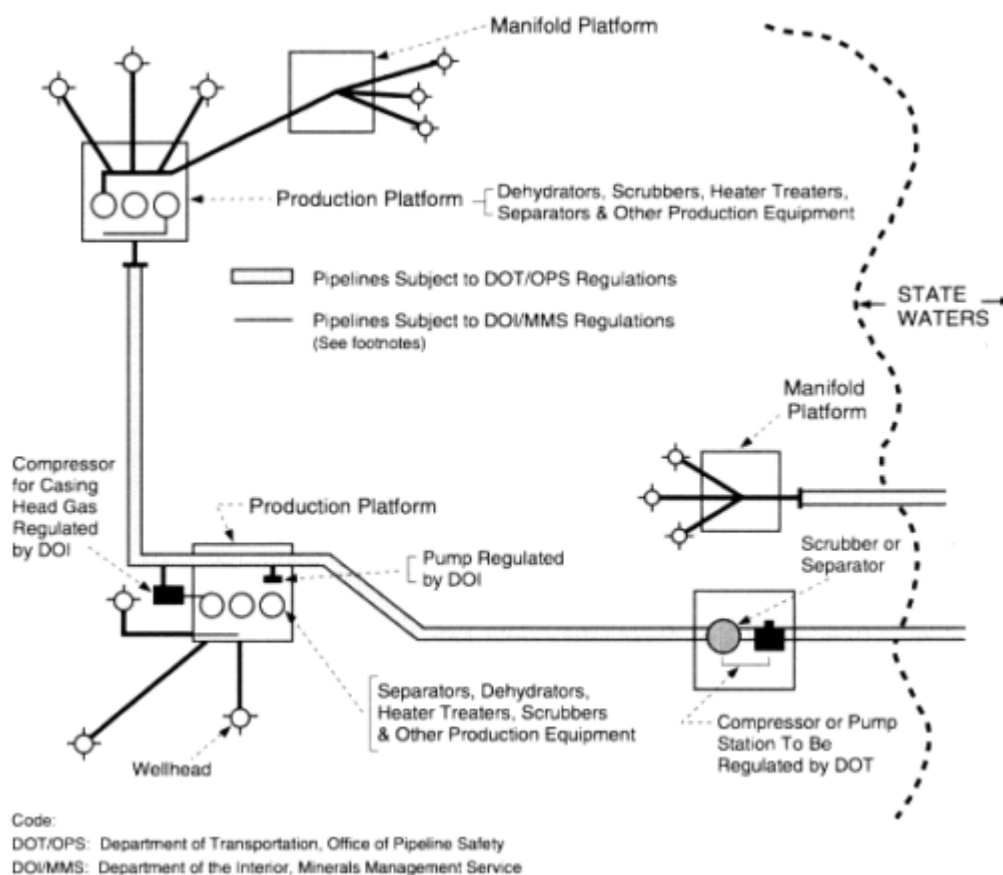 Manifold Platform
Production Platform
Dehydrators, Scrubbers, Heater Treaters,
Separators & Other Production Equipment
Pipelines Subject to DOT/OPS Regulations
Pipelines Subject to DOI/MMS Regulations
(See footnotes)
STATE
WATERS
Manifold
Platform
Compressor
for Casing
Head Gas
Regulated
by DOI
Production Platform
Pump Regulated
by DOI
Scrubber or
Separator
Separators, Dehydrators,
Heater Treaters, Scrubbers
& Other Production Equipment
Compressor or Pump
Station To Be
Regulated by DOT
Wellhead
Code:
DOT/OPS: Department of Transportation, Office of Pipeline Safety
DOI/MMS: Department of the Interior, Minerals Management Service